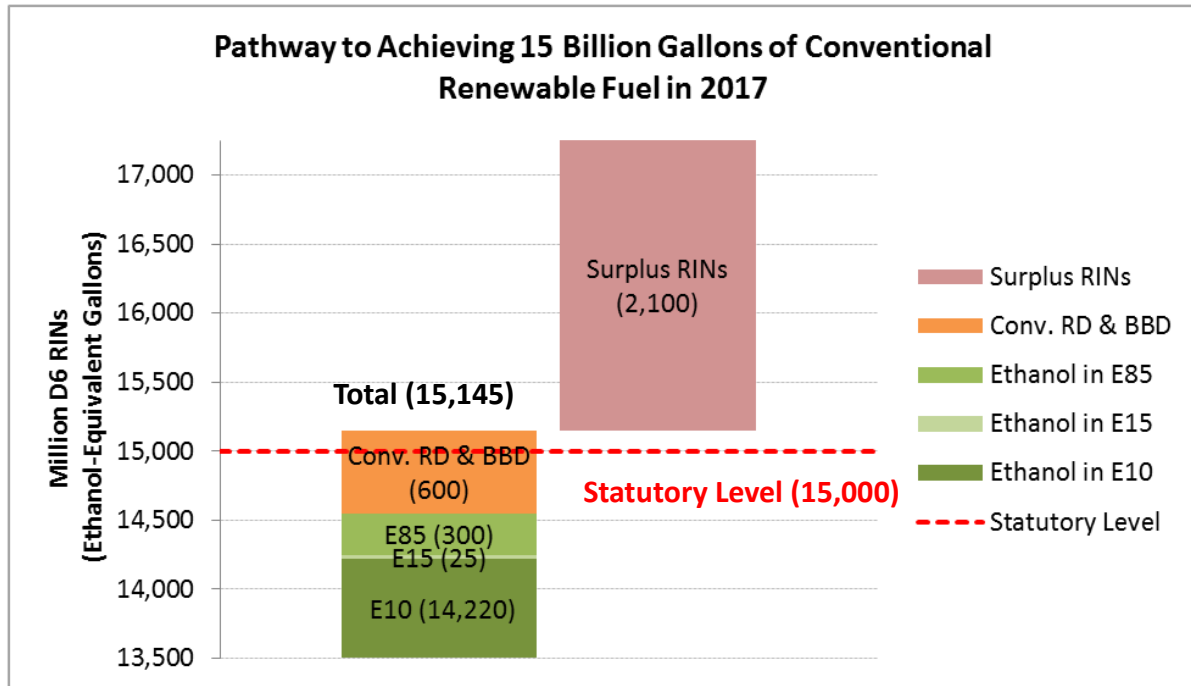 Pathway to Achieving 15 Billion Gallons of Conventional
Renewable Fuel in 2017
Million D6 RINs
(Ethanol-Equivalent Gallons)
17,000
16,500
16,000
15,500
15,000
14,500
14,000
13,500
Surplus RINs
(2,100)
Total (15,145)
Conv. RD & BBD
(600)
Statutory Level (15,000)
E85 (300)
E15 (25)
E10 (14,220)
Surplus RINs
Conv. RD & BBD
Ethanol in E85
Ethanol in E15
Ethanol in E10
Statutory Level